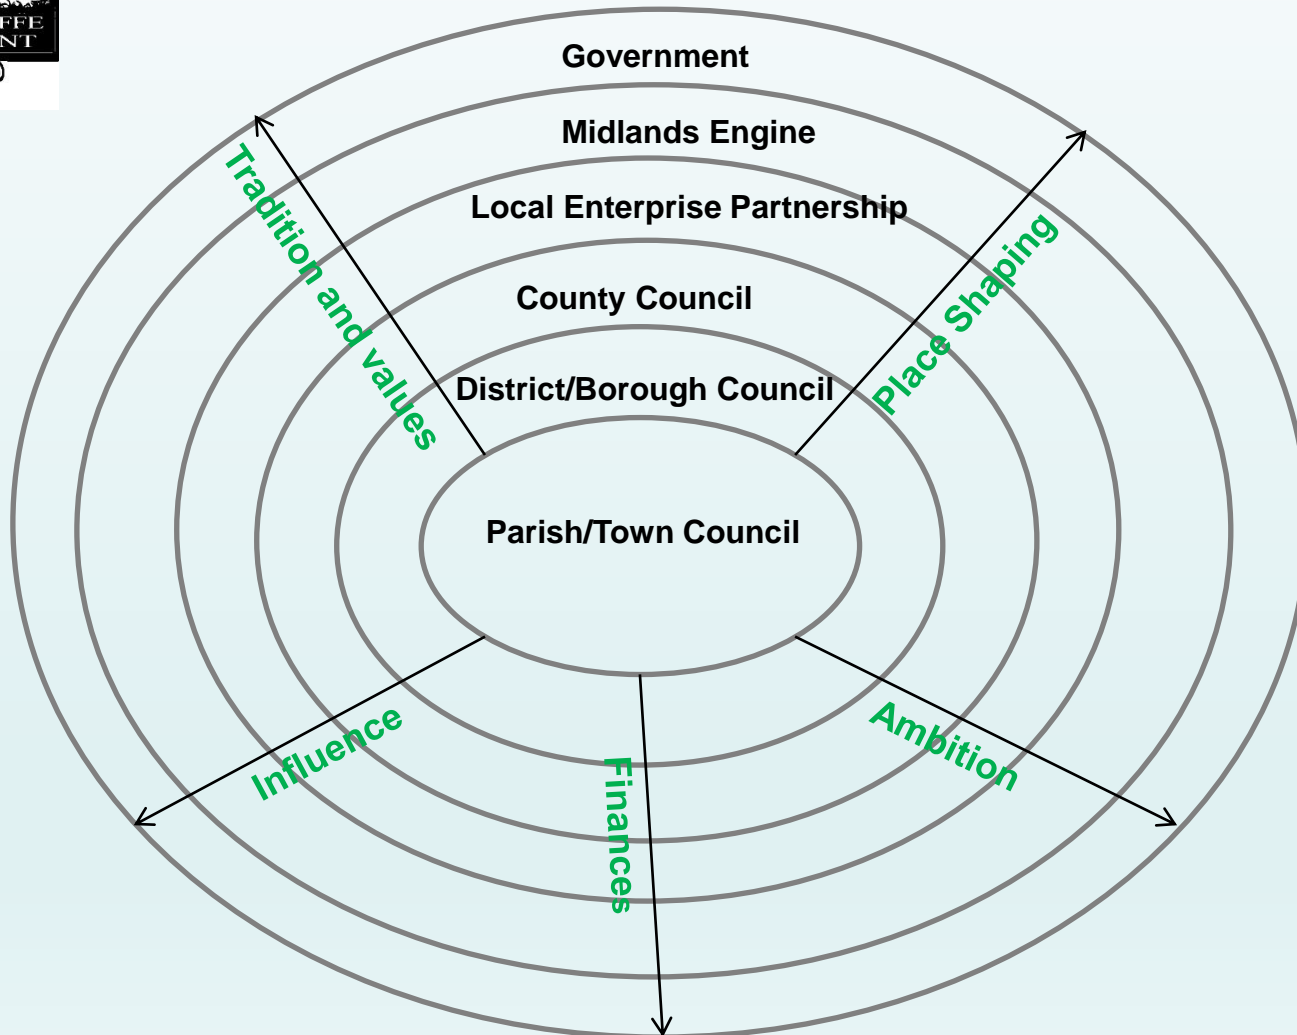 Government
Midlands Engine
Local Enterprise Partnership
County Council
District/Borough Council
Parish/Town Council
Tradition and values
Place Shaping
Influence
Finances
Ambition